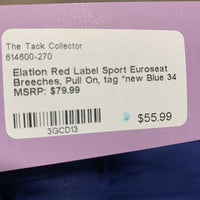 The Tack Collector
614600-270
Elation Red Label Sport Euroseat
Breeches, Pull On, tag *new Blue 34
MSRP: $79.99
3GCD13
$55.99